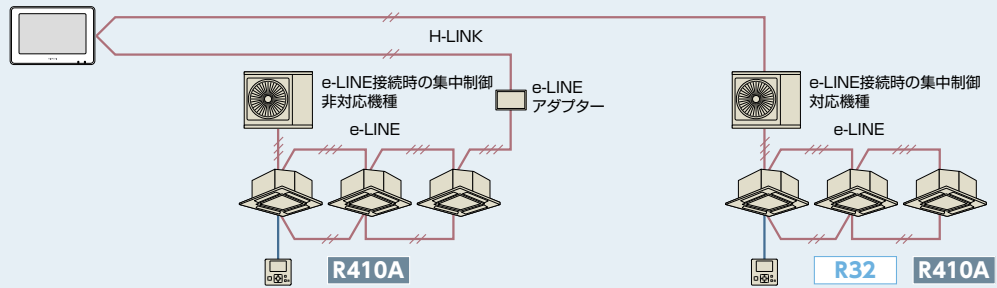 H-LINK
e-LINE接続時の集中制御
非対応機種
e-LINE
e-LINE
アダプター
R410A
e-LINE接続時の集中制御
対応機種
e-LINE
R32
R410A